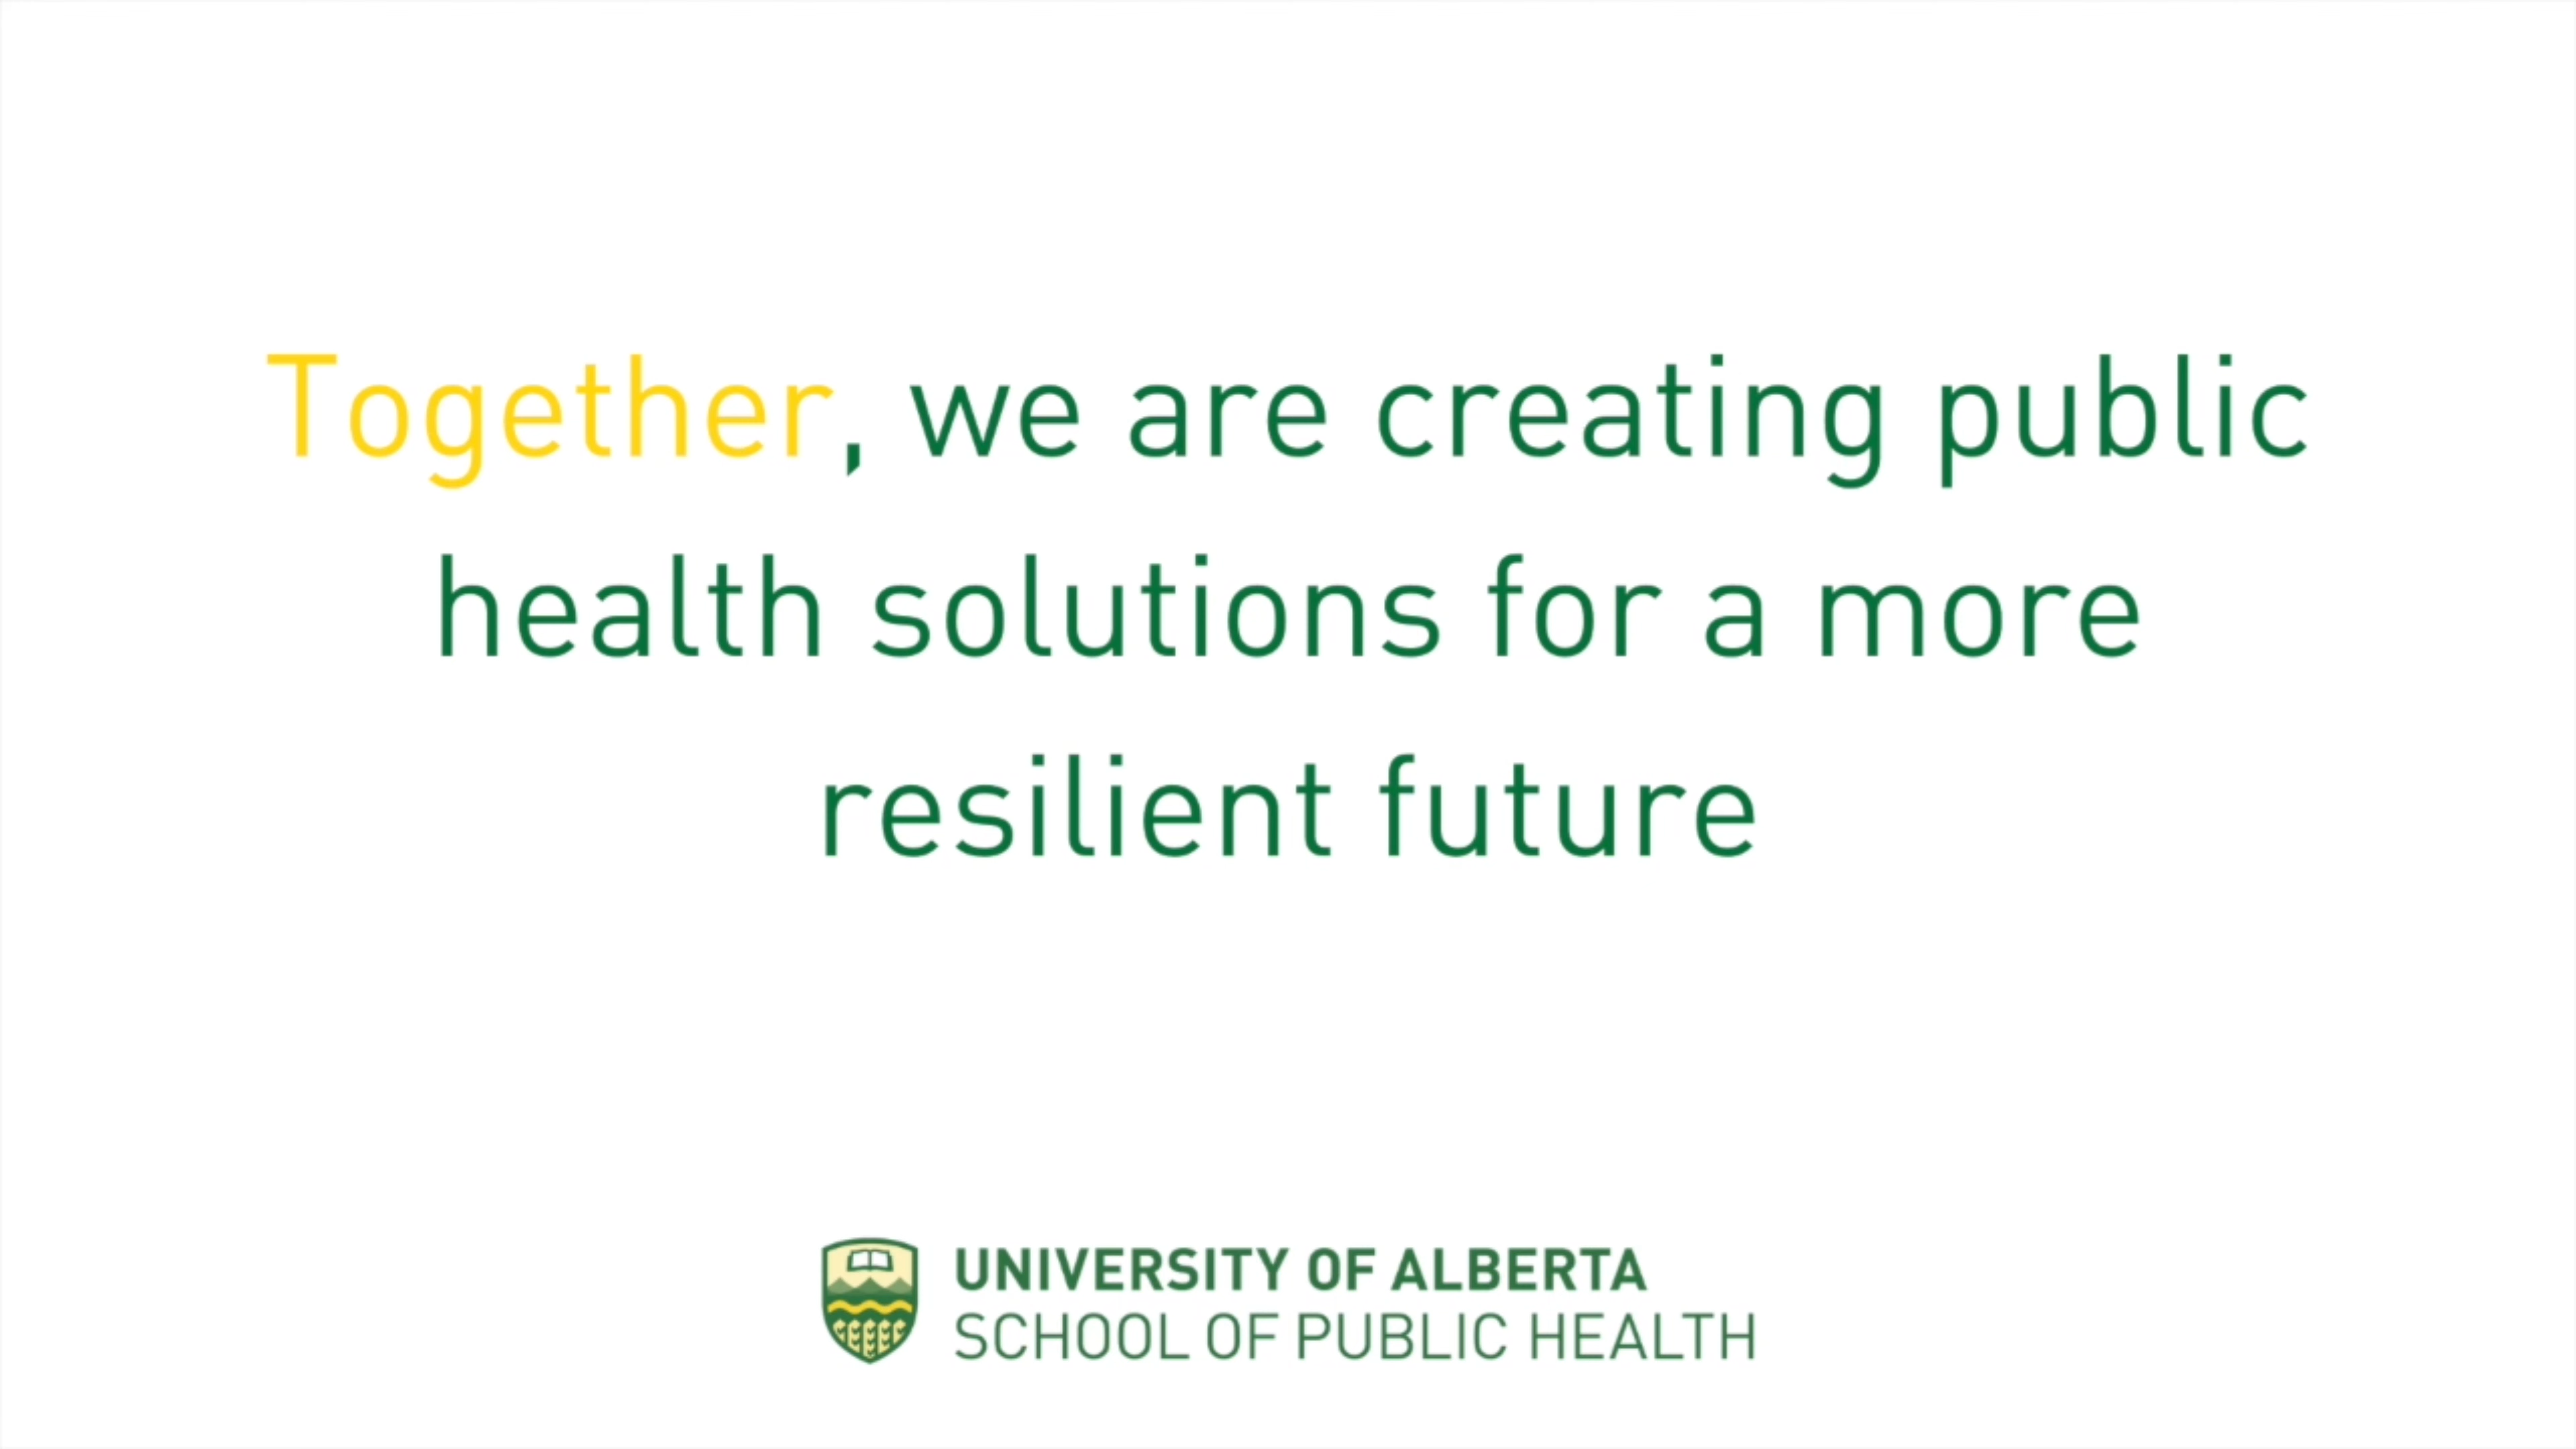 Together, we are creating public
health solutions for a more
resilient future
UNIVERSITY OF ALBERTA
SCHOOL OF PUBLIC HEALTH